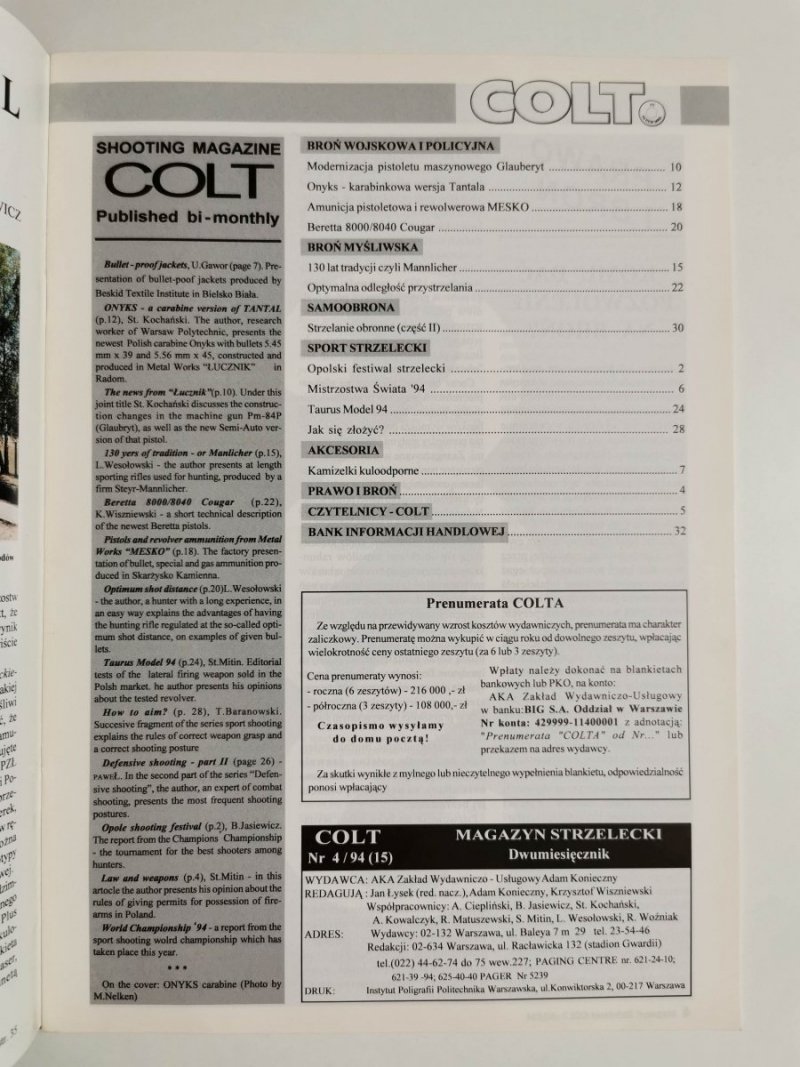 L
WICZ
COLT
SHOOTING MAGAZINE
COLT
Published bi-monthly
Bullet-proof jackets, U.Gawor (page 7). Pre-
sentation of bullet-poof jackets produced by
Beskid Textile Institute in Bielsko Biała.
ONYKS - a carabine version of TANTAL
(p.12), St. Kochański. The author, research
worker of Warsaw Polytechnic, presents the
newest Polish carabine Onyks with bullets 5.45
mm x 39 and 5.56 mm x 45, constructed and
produced in Metal Works "ŁUCZNIK" in
Radom.
The news from "Łucznik"(p.10). Under this
joint title St. Kochański discusses the construc-
tion changes in the machine gun Pm-84P
(Glaubryt), as well as the new Semi-Auto ver-
sion of that pistol.
130 yers of tradition - or Manlicher (p.15),
L.Wesołowski - the author presents at length
sporting rifles used for hunting, produced by a
firm Steyr-Mannlicher.
Beretta 8000/8040 Cougar (p.22),
K.Wiszniewski - a short technical description
of the newest Beretta pistols.
Pistols and revolver ammunition from Metal
Works "MESKO" (p.18). The factory presen-
tation of bullet, special and gas ammunition pro-
duced in Skarżysko Kamienna.
Optimum shot distance (p.20)L.Wesołowski
- the author, a hunter with a long experience, in
an easy way explains the advantages of having
the hunting rifle regulated at the so-called opti-
mum shot distance, on examples of given bul-
lets.
Taurus Model 94 (p.24), St.Mitin. Editorial
tests of the lateral firing weapon sold in the
Polsh market. he author presents his opinions
about the tested revolver.
How to aim? (p. 28), T.Baranowski.
Succesive fragment of the series sport shooting
explains the rules of correct weapon grasp and
a correct shooting posture
Defensive shooting - part II (page 26) -
PAWEŁ. In the second part of the series "Defen-
sive shooting", the author, an expert of combat
shooting, presents the most frequent shooting
postures.
Opole shooting festival (p.2), B.Jasiewicz.
The report from the Champions Championship
- the tournament for the best shooters among
hunters.
Law and weapons (p.4), St.Mitin - in this
artocle the author presents his opinion about the
rules of giving permits for possession of fire-
arms in Poland.
World Championship '94 - a report from the
sport shooting wolrd championship which has
taken place this year.
* * *
On the cover: ONYKS carabine (Photo by
M.Nelken)
BROŃ WOJSKOWA I POLICYJNA
Modernizacja pistoletu maszynowego Glauberyt 10
Onyks - karabinkowa wersja Tantala 12
Amunicja pistoletowa i rewolwerowa MESKO 18
Beretta 8000/8040 Cougar 20
BROŃ MYŚLIWSKA
130 lat tradycji czyli Mannlicher 15
Optymalna odległość przystrzelania 22
SAMOOBRONA
Strzelanie obronne (część II) 30
SPORT STRZELECKI
Opolski festiwal strzelecki 2
Mistrzostwa Świata '94 6
Taurus Model 94 24
Jak się złożyć? 28
AKCESORIA
Kamizelki kuloodporne 7
PRAWO I BROŃ 4
CZYTELNICY - COLT 5
BANK INFORMACJI HANDLOWEJ 32
Prenumerata COLTA
Ze względu na przewidywany wzrost kosztów wydawniczych, prenumerata ma charakter
zaliczkowy. Prenumeratę można wykupić w ciągu roku od dowolnego zeszytu, wpłacając
wielokrotność ceny ostatniego zeszytu (za 6 lub 3 zeszyty).
Cena prenumeraty wynosi:
- roczna (6 zeszytów) - 216 000 ,- zł
- półroczna (3 zeszyty) - 108 000,- zł
Czasopismo wysyłamy
do domu pocztą!
Wpłaty należy dokonać na blankietach
bankowych lub PKO, na konto:
AKA Zakład Wydawniczo-Usługowy
w banku:BIG S.A. Oddział w Warszawie
Nr konta: 429999-11400001 z adnotacją:
"Prenumerata "COLTA" od Nr..." lub
przekazem na adres wydawcy.
Za skutki wynikłe z mylnego lub nieczytelnego wypełnienia blankietu, odpowiedzialność
ponosi wpłacający
COLT
Nr 4/94 (15)
MAGAZYN STRZELECKI
Dwumiesięcznik
WYDAWCA: AKA Zakład Wydawniczo - Usługowy Adam Konieczny
REDAGUJĄ : Jan Łysek (red. nacz.), Adam Konieczny, Krzysztof Wiszniewski
Współpracownicy: A. Ciepliński, B. Jasiewicz, St. Kochański,
A. Kowalczyk, R. Matuszewski, S. Mitin, L. Wesołowski, R. Woźniak
ADRES: Wydawcy: 02-132 Warszawa, ul. Baleya 7 m 29 tel. 23-54-46
Redakcji: 02-634 Warszawa, ul. Racławicka 132 (stadion Gwardii)
tel.(022) 44-62-74 do 75 wew.227; PAGING CENTRE nr. 621-24-10;
621-39 -94; 625-40-40 PAGER Nr 5239
DRUK: Instytut Poligrafii Politechnika Warszawska, ul.Konwiktorska 2, 00-217 Warszawa